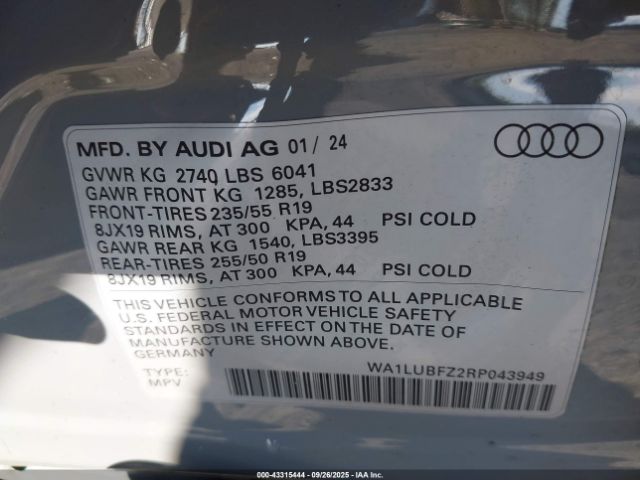 MFD. BY AUDI AG 01/ 24
GVWR KG 2740 LBS 6041
GAWR FRONT KG 1285, LBS2833
FRONT-TIRES 235/55 R19
8JX19 RIMS, AT 300 KPA, 44 PSI COLD
GAWR REAR KG 1540, LBS3395
REAR-TIRES 255/50 R19
8JX19 RIMS, AT 300 KPA, 44 PSI COLD
THIS VEHICLE CONFORMS TO ALL APPLICABLE
U.S. FEDERAL MOTOR VEHICLE SAFETY
STANDARDS IN EFFECT ON THE DATE OF
MANUFACTURE SHOWN ABOVE.
GERMANY
TYPE:
MPV
WA1LUBFZ2RP043949
000-43315444 - 09/26/2025 - IAA Inc.